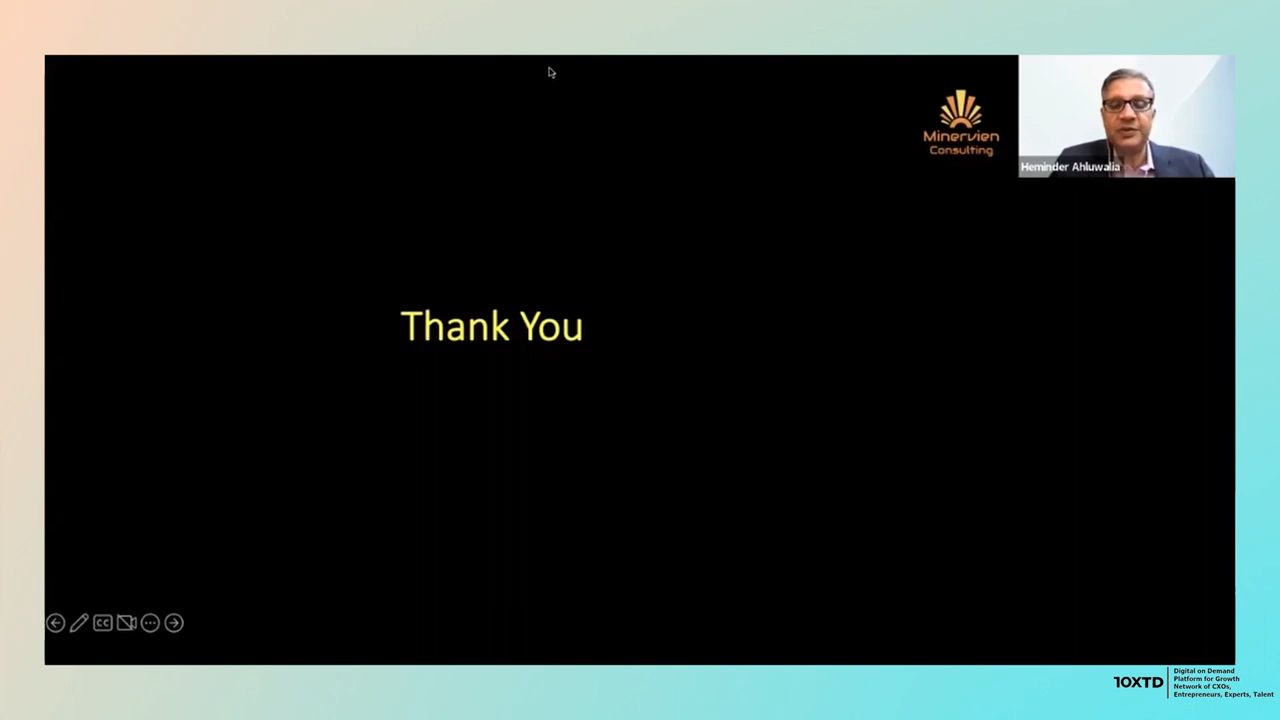 Minervien
Consulting
Heminder Ahluwalia
Thank You
CC
10XTD
Digital on Demand
Platform for Growth
Network of CXOs,
Entrepreneurs, Experts, Talent